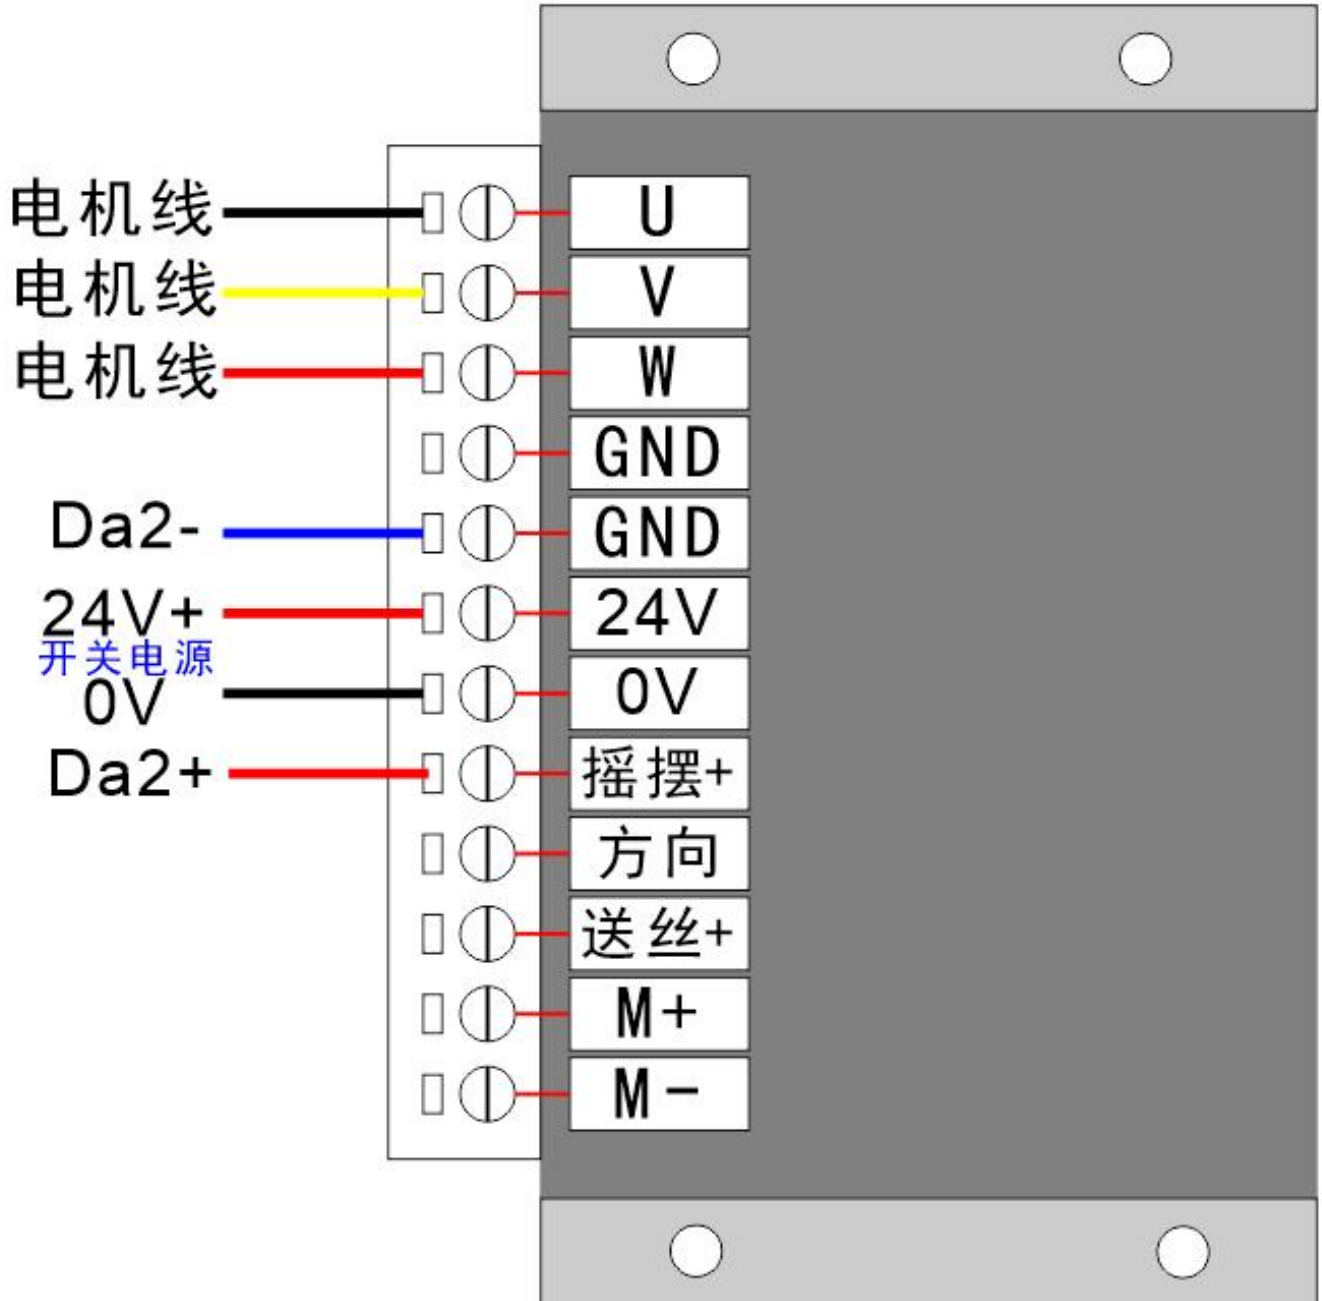 电机线 U
电机线 V
电机线 W
GND
Da2- GND
24V+ 24V
开关电源
0V 0V
Da2+ 摇摆+
方向
送丝+
M+
M-